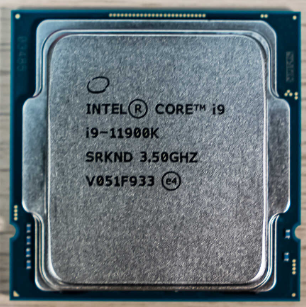 INTEL® CORE™ i9
i9-11900K
SRKND 3.50GHZ
V051F933 e4